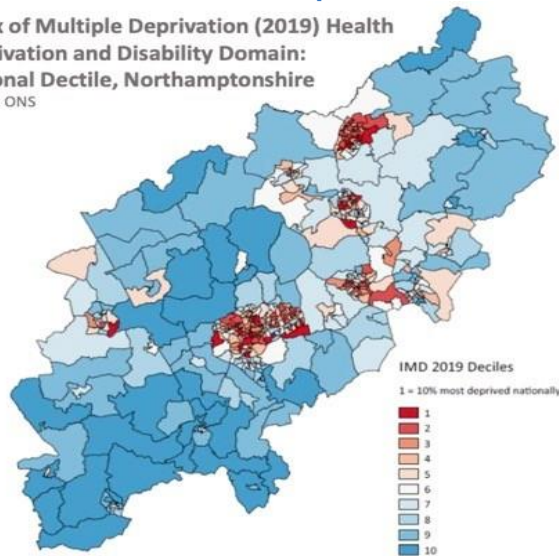 x of Multiple Deprivation (2019) Health
ivation and Disability Domain:
onal Dectile, Northamptonshire
ONS
IMD 2019 Deciles
1 = 10% most deprived nationally
1
2
3
4
5
6
7
8
9
10